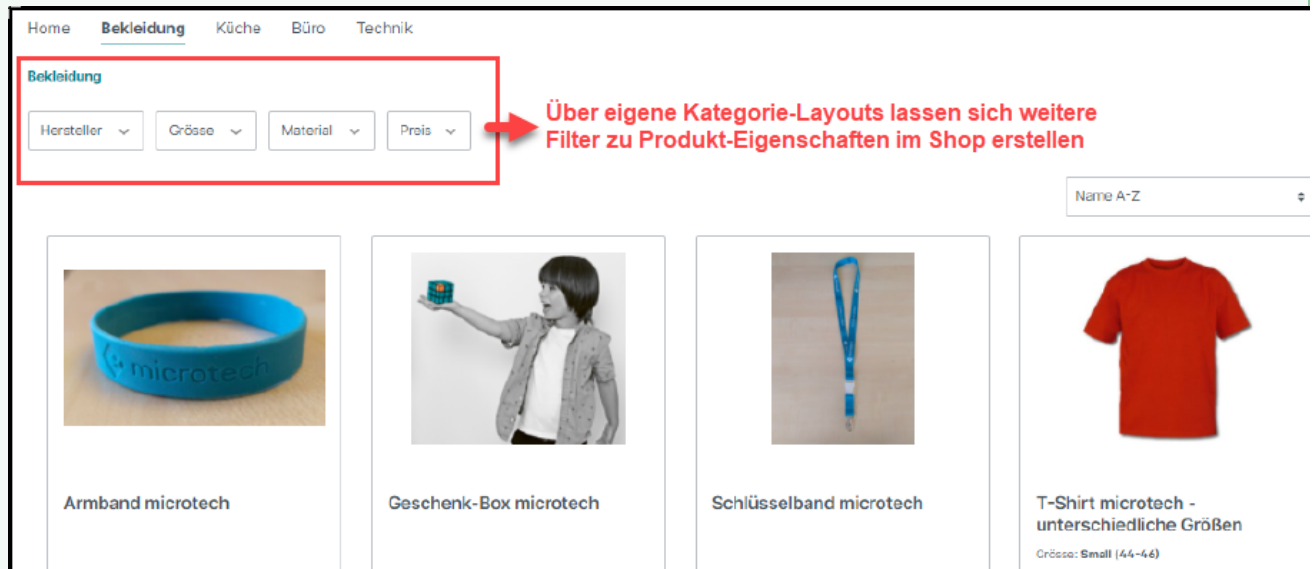 Home Bekleidung Küche Büro Technik
Bekleidung
Hersteller Grösse Material Preis
Über eigene Kategorie-Layouts lassen sich weitere
Filter zu Produkt-Eigenschaften im Shop erstellen
Name A-Z
microtech
Armband microtech
Geschenk-Box microtech
Schlüsselband microtech
T-Shirt microtech -
unterschiedliche Größen
Grösse: Small (44-46)